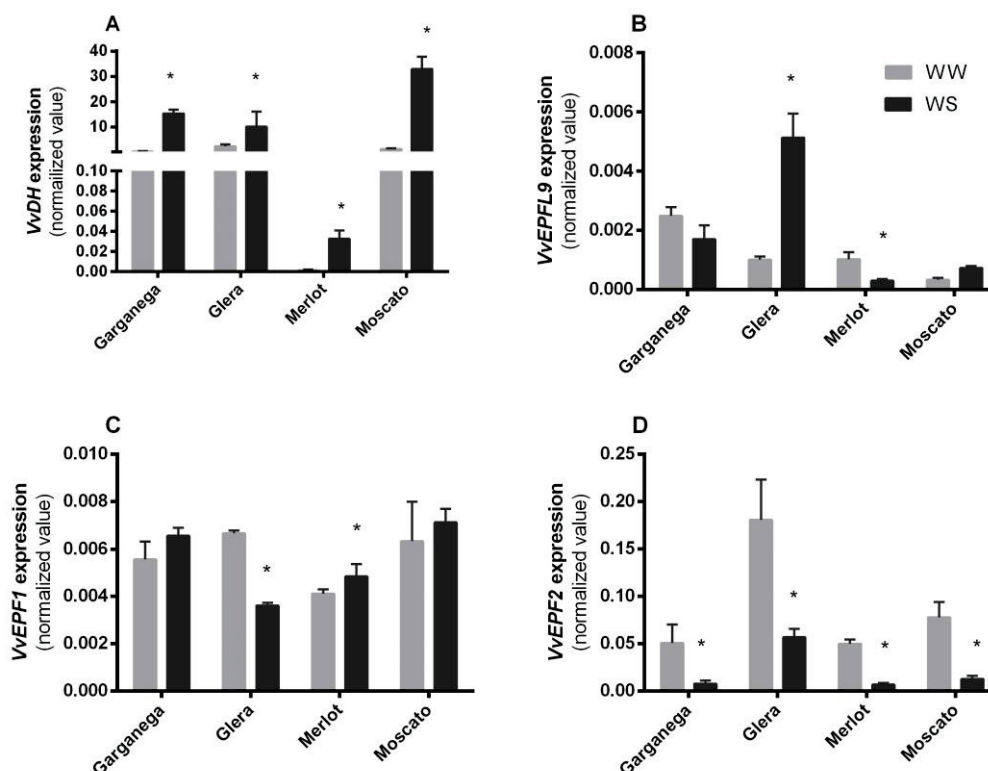 A
VvDH expression
(normailized value)
40
30
20
10
0.10
0.08
0.06
0.04
0.02
0.00
*
*
*
*
Garganega
Glera
Merlot
Moscato
B
VvEPFL9 expression
(normalized value)
0.008
0.006
0.004
0.002
0.000
*
*
WW
WS
Garganega
Glera
Merlot
Moscato
C
VvEPF1 expression
(normalized value)
0.010
0.008
0.006
0.004
0.002
0.000
*
*
Garganega
Glera
Merlot
Moscato
D
VvEPF2 expression
(normalized value)
0.25
0.20
0.15
0.10
0.05
0.00
*
*
*
*
Garganega
Glera
Merlot
Moscato